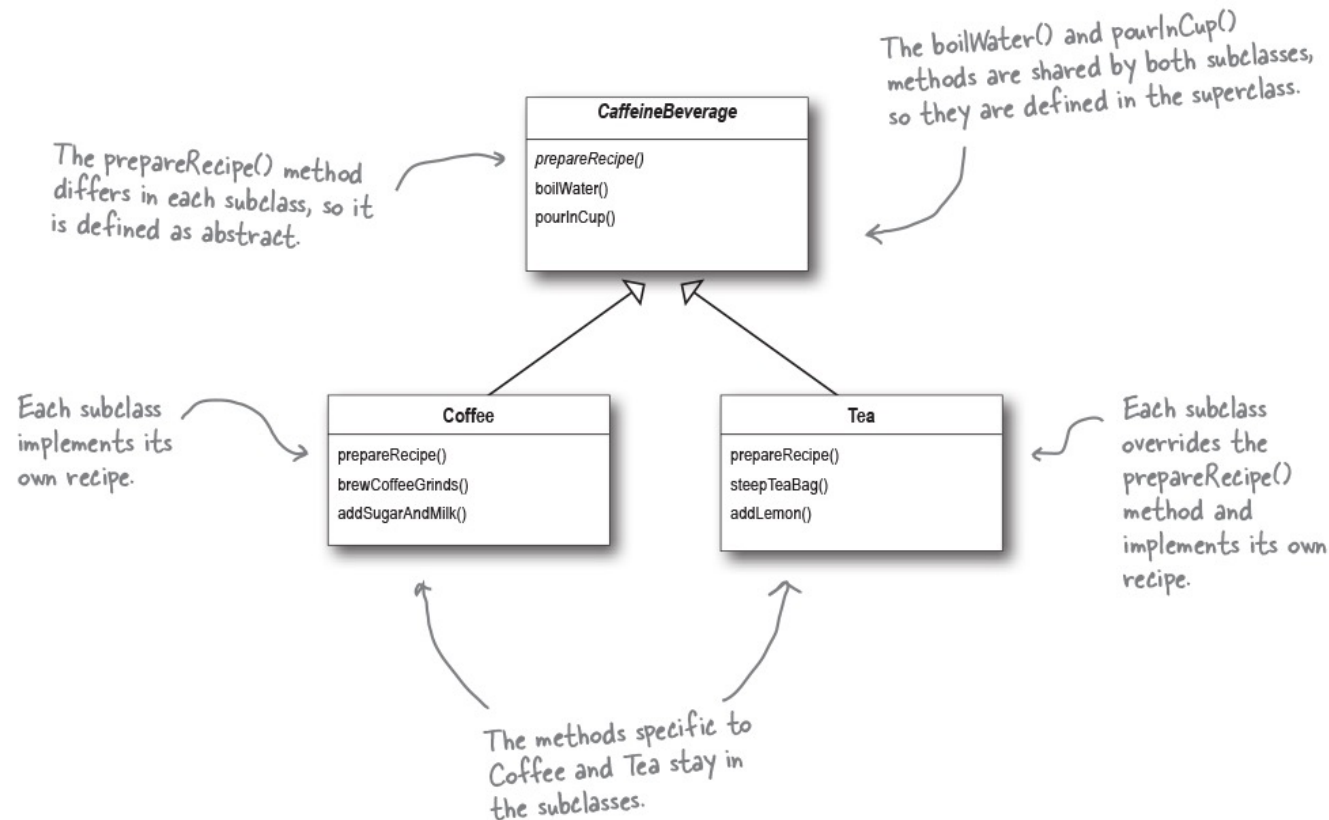 The boilWater() and pourInCup()
methods are shared by both subclasses,
so they are defined in the superclass.
CaffeineBeverage
prepareRecipe()
boilWater()
pourInCup()
The prepareRecipe() method
differs in each subclass, so it
is defined as abstract.
Each subclass
implements its
own recipe.
Coffee
prepareRecipe()
brewCoffeeGrinds()
addSugarAndMilk()
Tea
prepareRecipe()
steepTeaBag()
addLemon()
Each subclass
overrides the
prepareRecipe()
method and
implements its own
recipe.
The methods specific to
Coffee and Tea stay in
the subclasses.